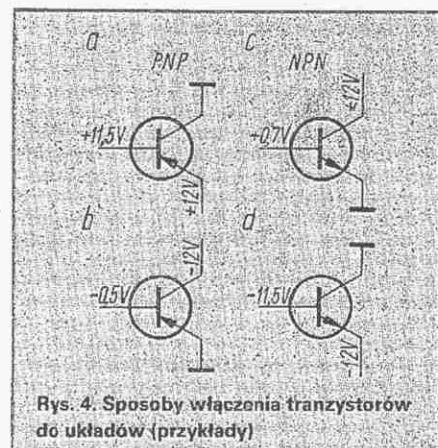 a PNP c NPN
+12V
+11,5V +0,7V
+12V
b -12V d
-0,5V -11,5V
-12V
Rys. 4. Sposoby włączenia tranzystorów
do układów (przykłady)